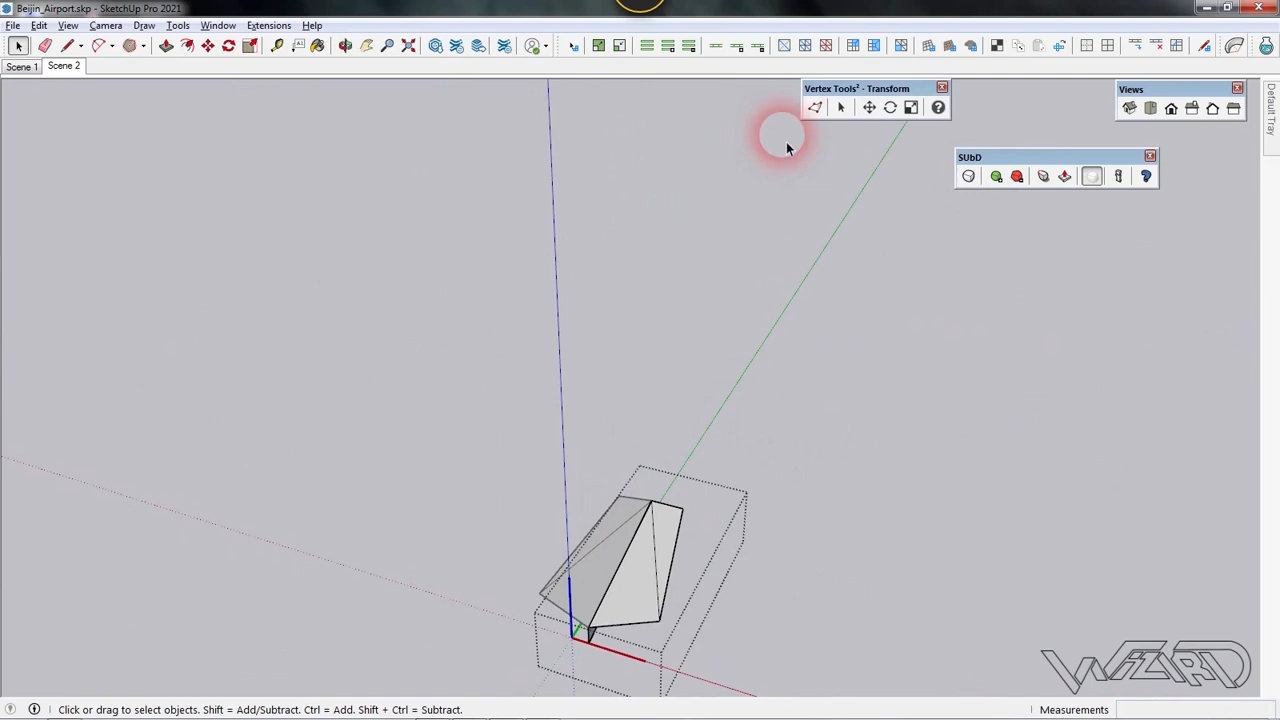 Beijin_Airport.skp - SketchUp Pro 2021
File Edit View Camera Draw Tools Window Extensions Help
Scene 1 Scene 2
Vertex Tools² - Transform
Views
Default Tray
SUbD
WIZARD
Click or drag to select objects. Shift = Add/Subtract. Ctrl = Add. Shift + Ctrl = Subtract.
Measurements